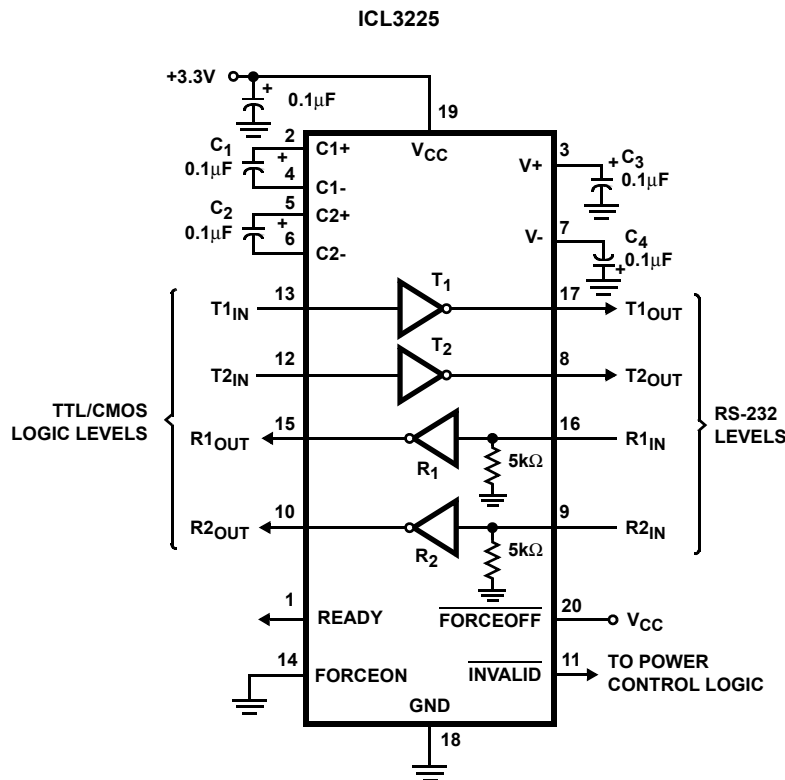 ICL3225
+3.3V
+
0.1μF
19
2
C1+
VCC
3
V+
+
C3
0.1μF
C1
0.1μF
+
4
C1-
5
C2+
C2
0.1μF
+
6
C2-
7
V-
C4
0.1μF
+
T1
13
T1IN
17
T1OUT
T2
12
T2IN
8
T2OUT
TTL/CMOS
LOGIC LEVELS
RS-232
LEVELS
15
R1OUT
R1
5kΩ
16
R1IN
10
R2OUT
R2
5kΩ
9
R2IN
1
READY
FORCEOFF
20
VCC
14
FORCEON
INVALID
11
TO POWER
CONTROL LOGIC
GND
18